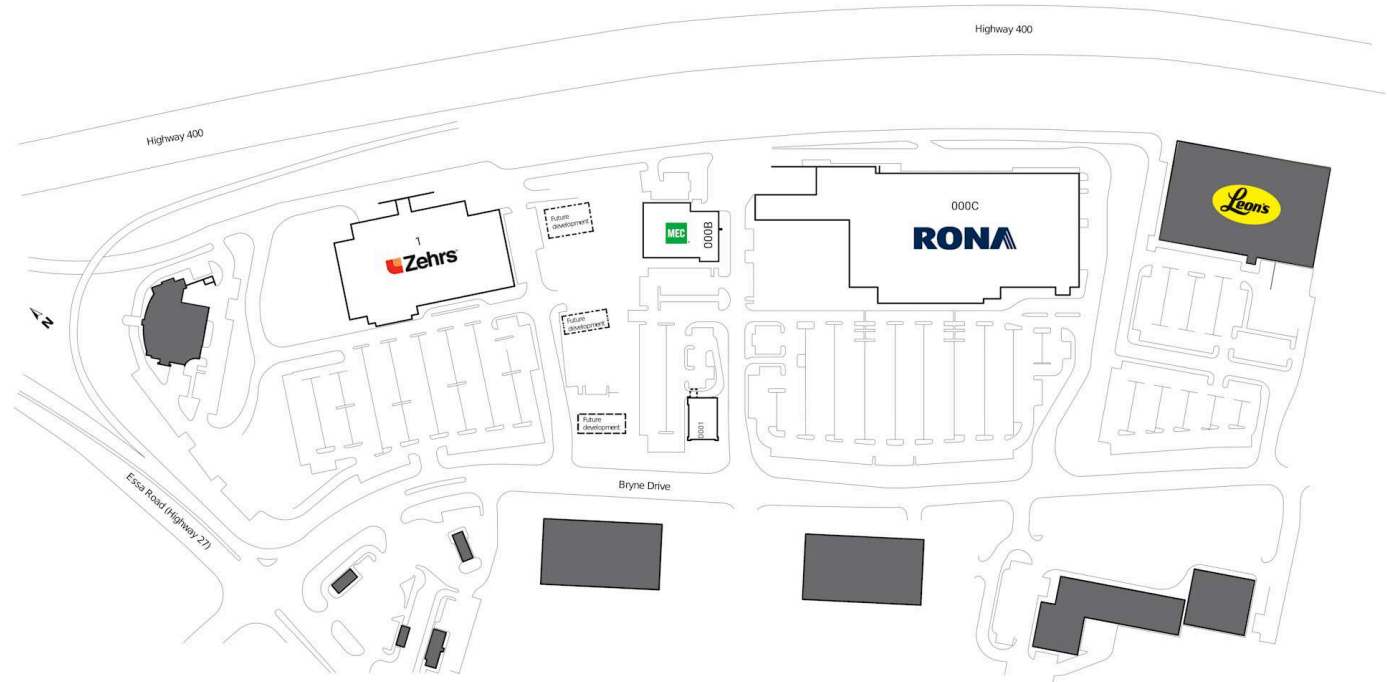 Highway 400
Highway 400
Leon's
Future
development
MEC
000B
000C
RONA
1
Zehrs
N
Future
development
Future
development
0001
Bryne Drive
Essa Road (Highway 27)